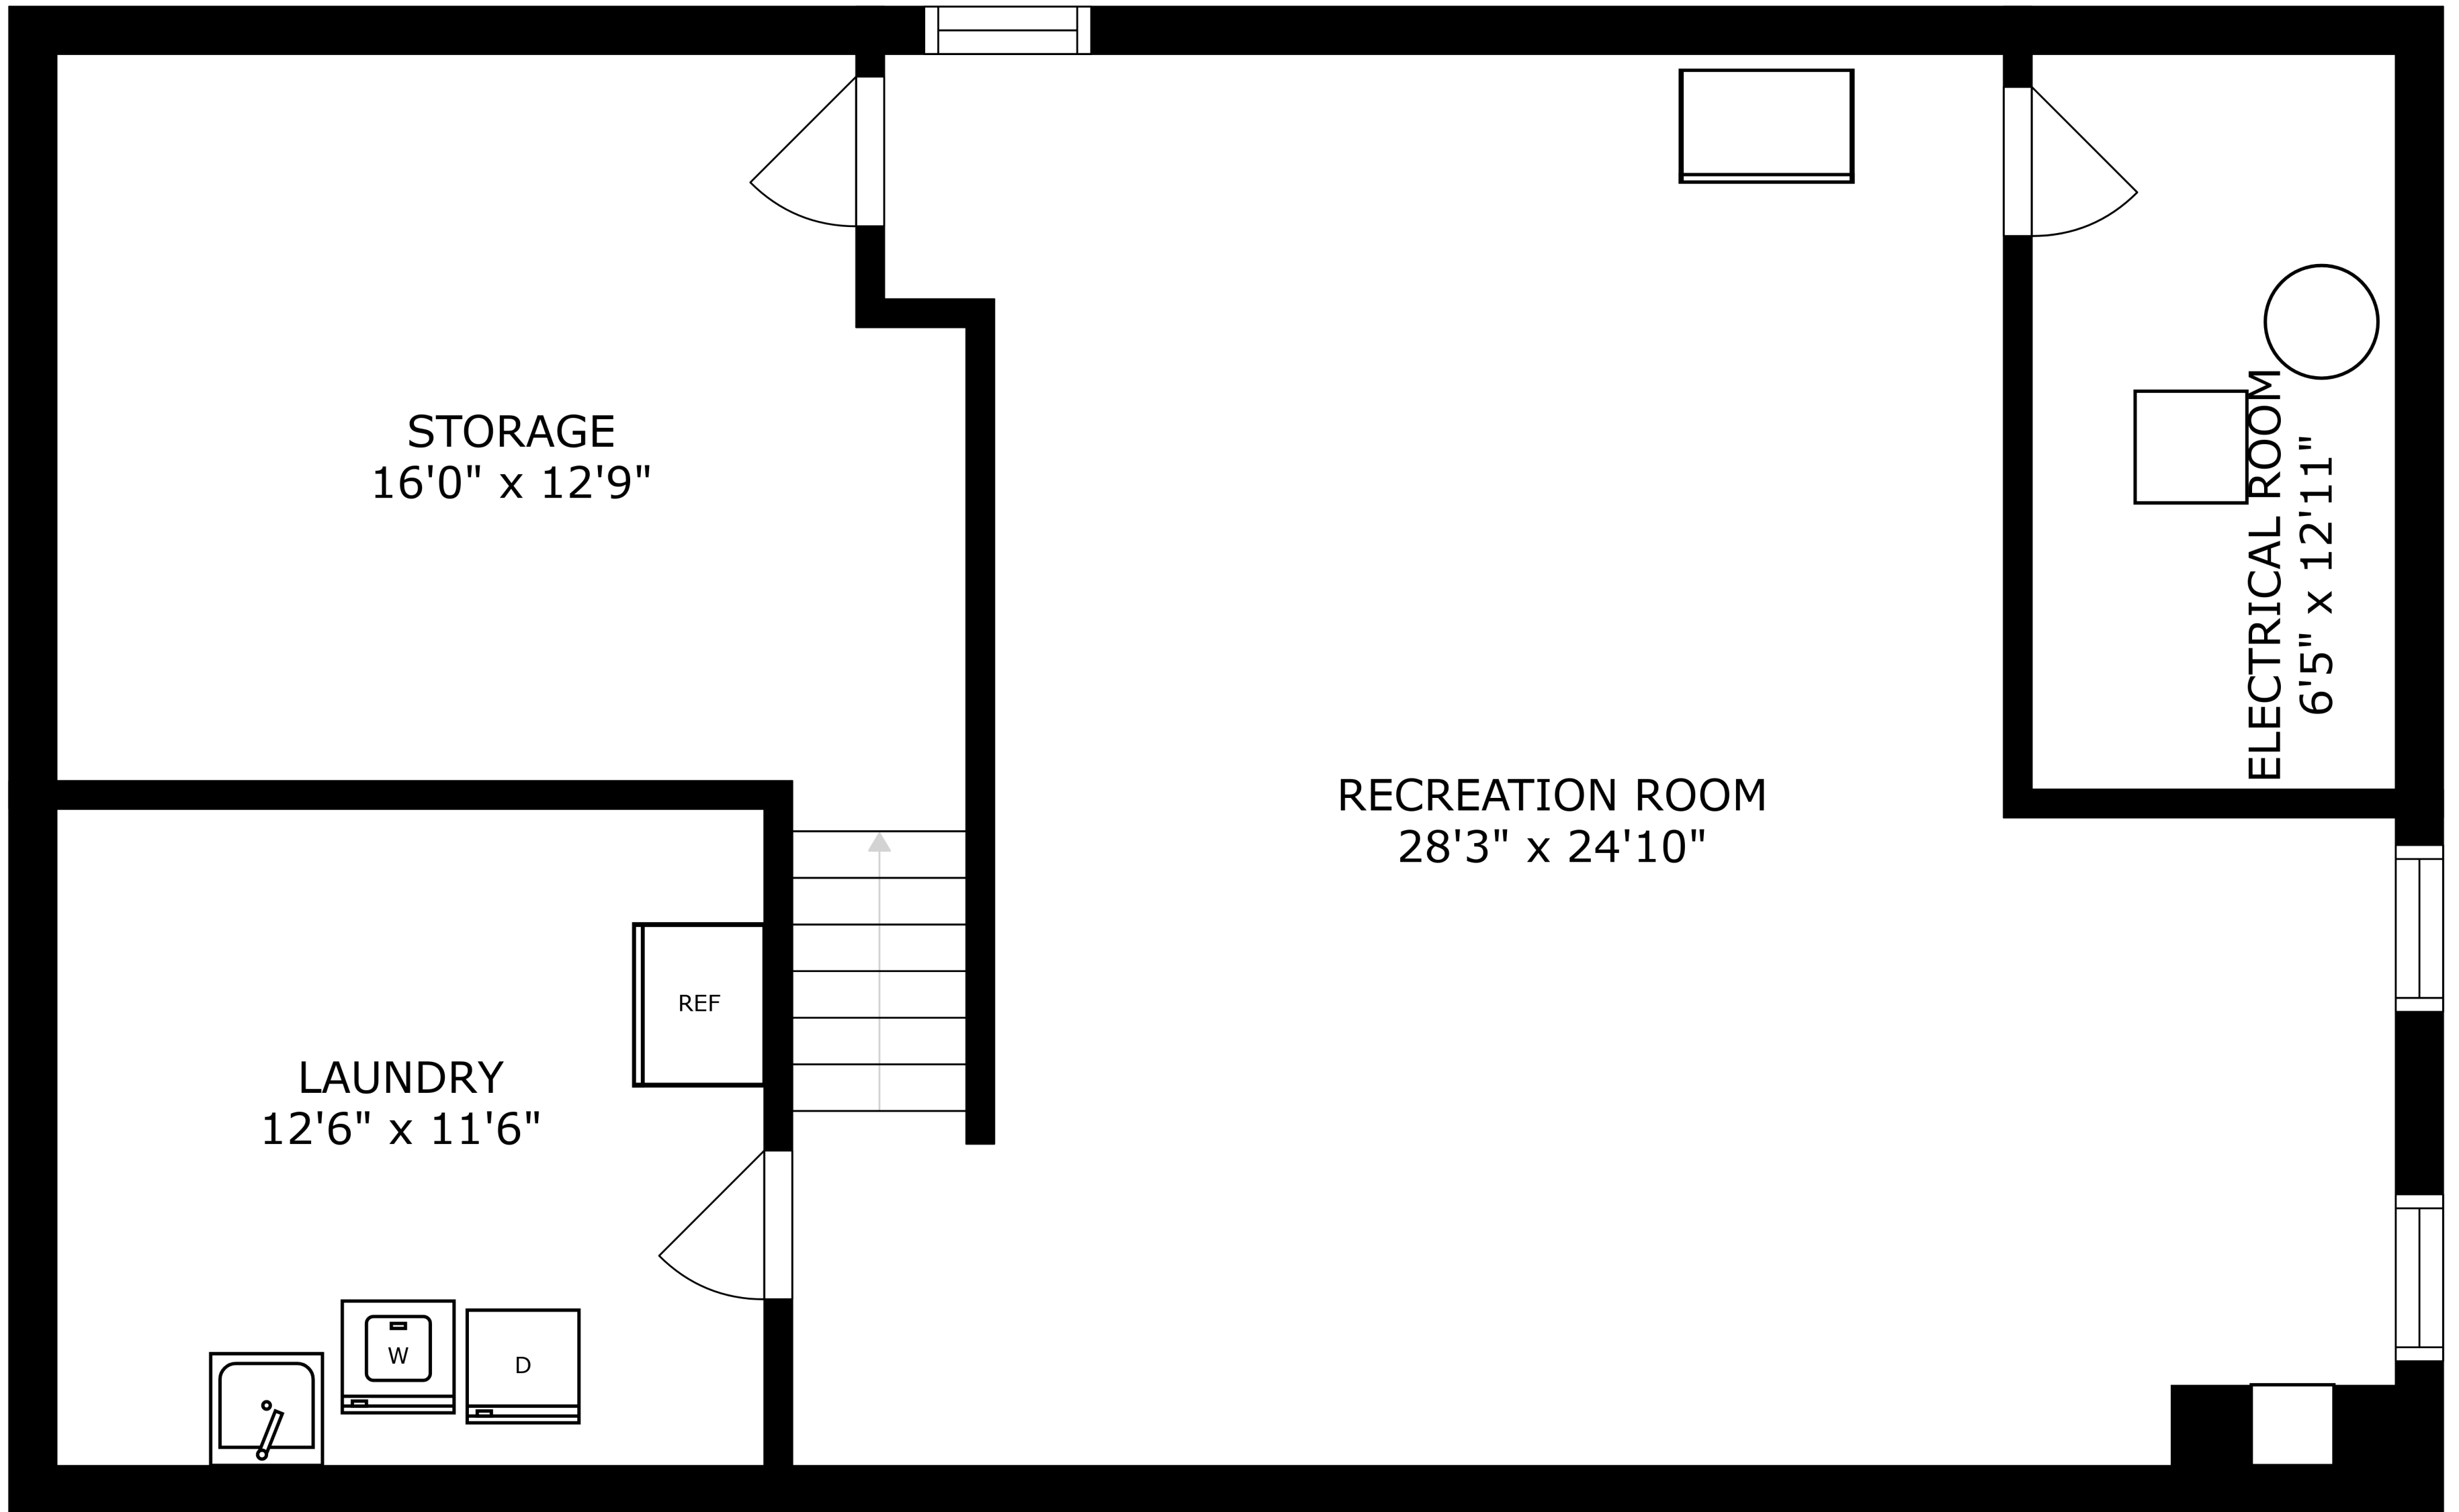 STORAGE
16'0" x 12'9"
ELECTRICAL ROOM
6'5" x 12'11"
RECREATION ROOM
28'3" x 24'10"
REF
LAUNDRY
12'6" x 11'6"
W
D